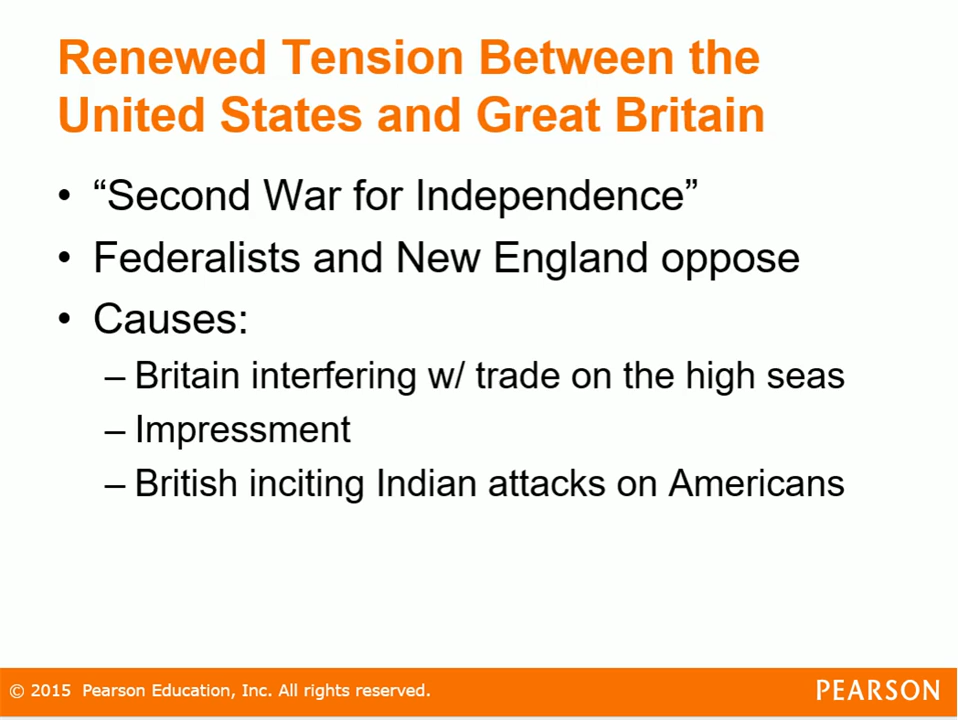 Renewed Tension Between the
United States and Great Britain
• “Second War for Independence”
• Federalists and New England oppose
• Causes:
– Britain interfering w/ trade on the high seas
– Impressment
– British inciting Indian attacks on Americans
© 2015 Pearson Education, Inc. All rights reserved.
PEARSON